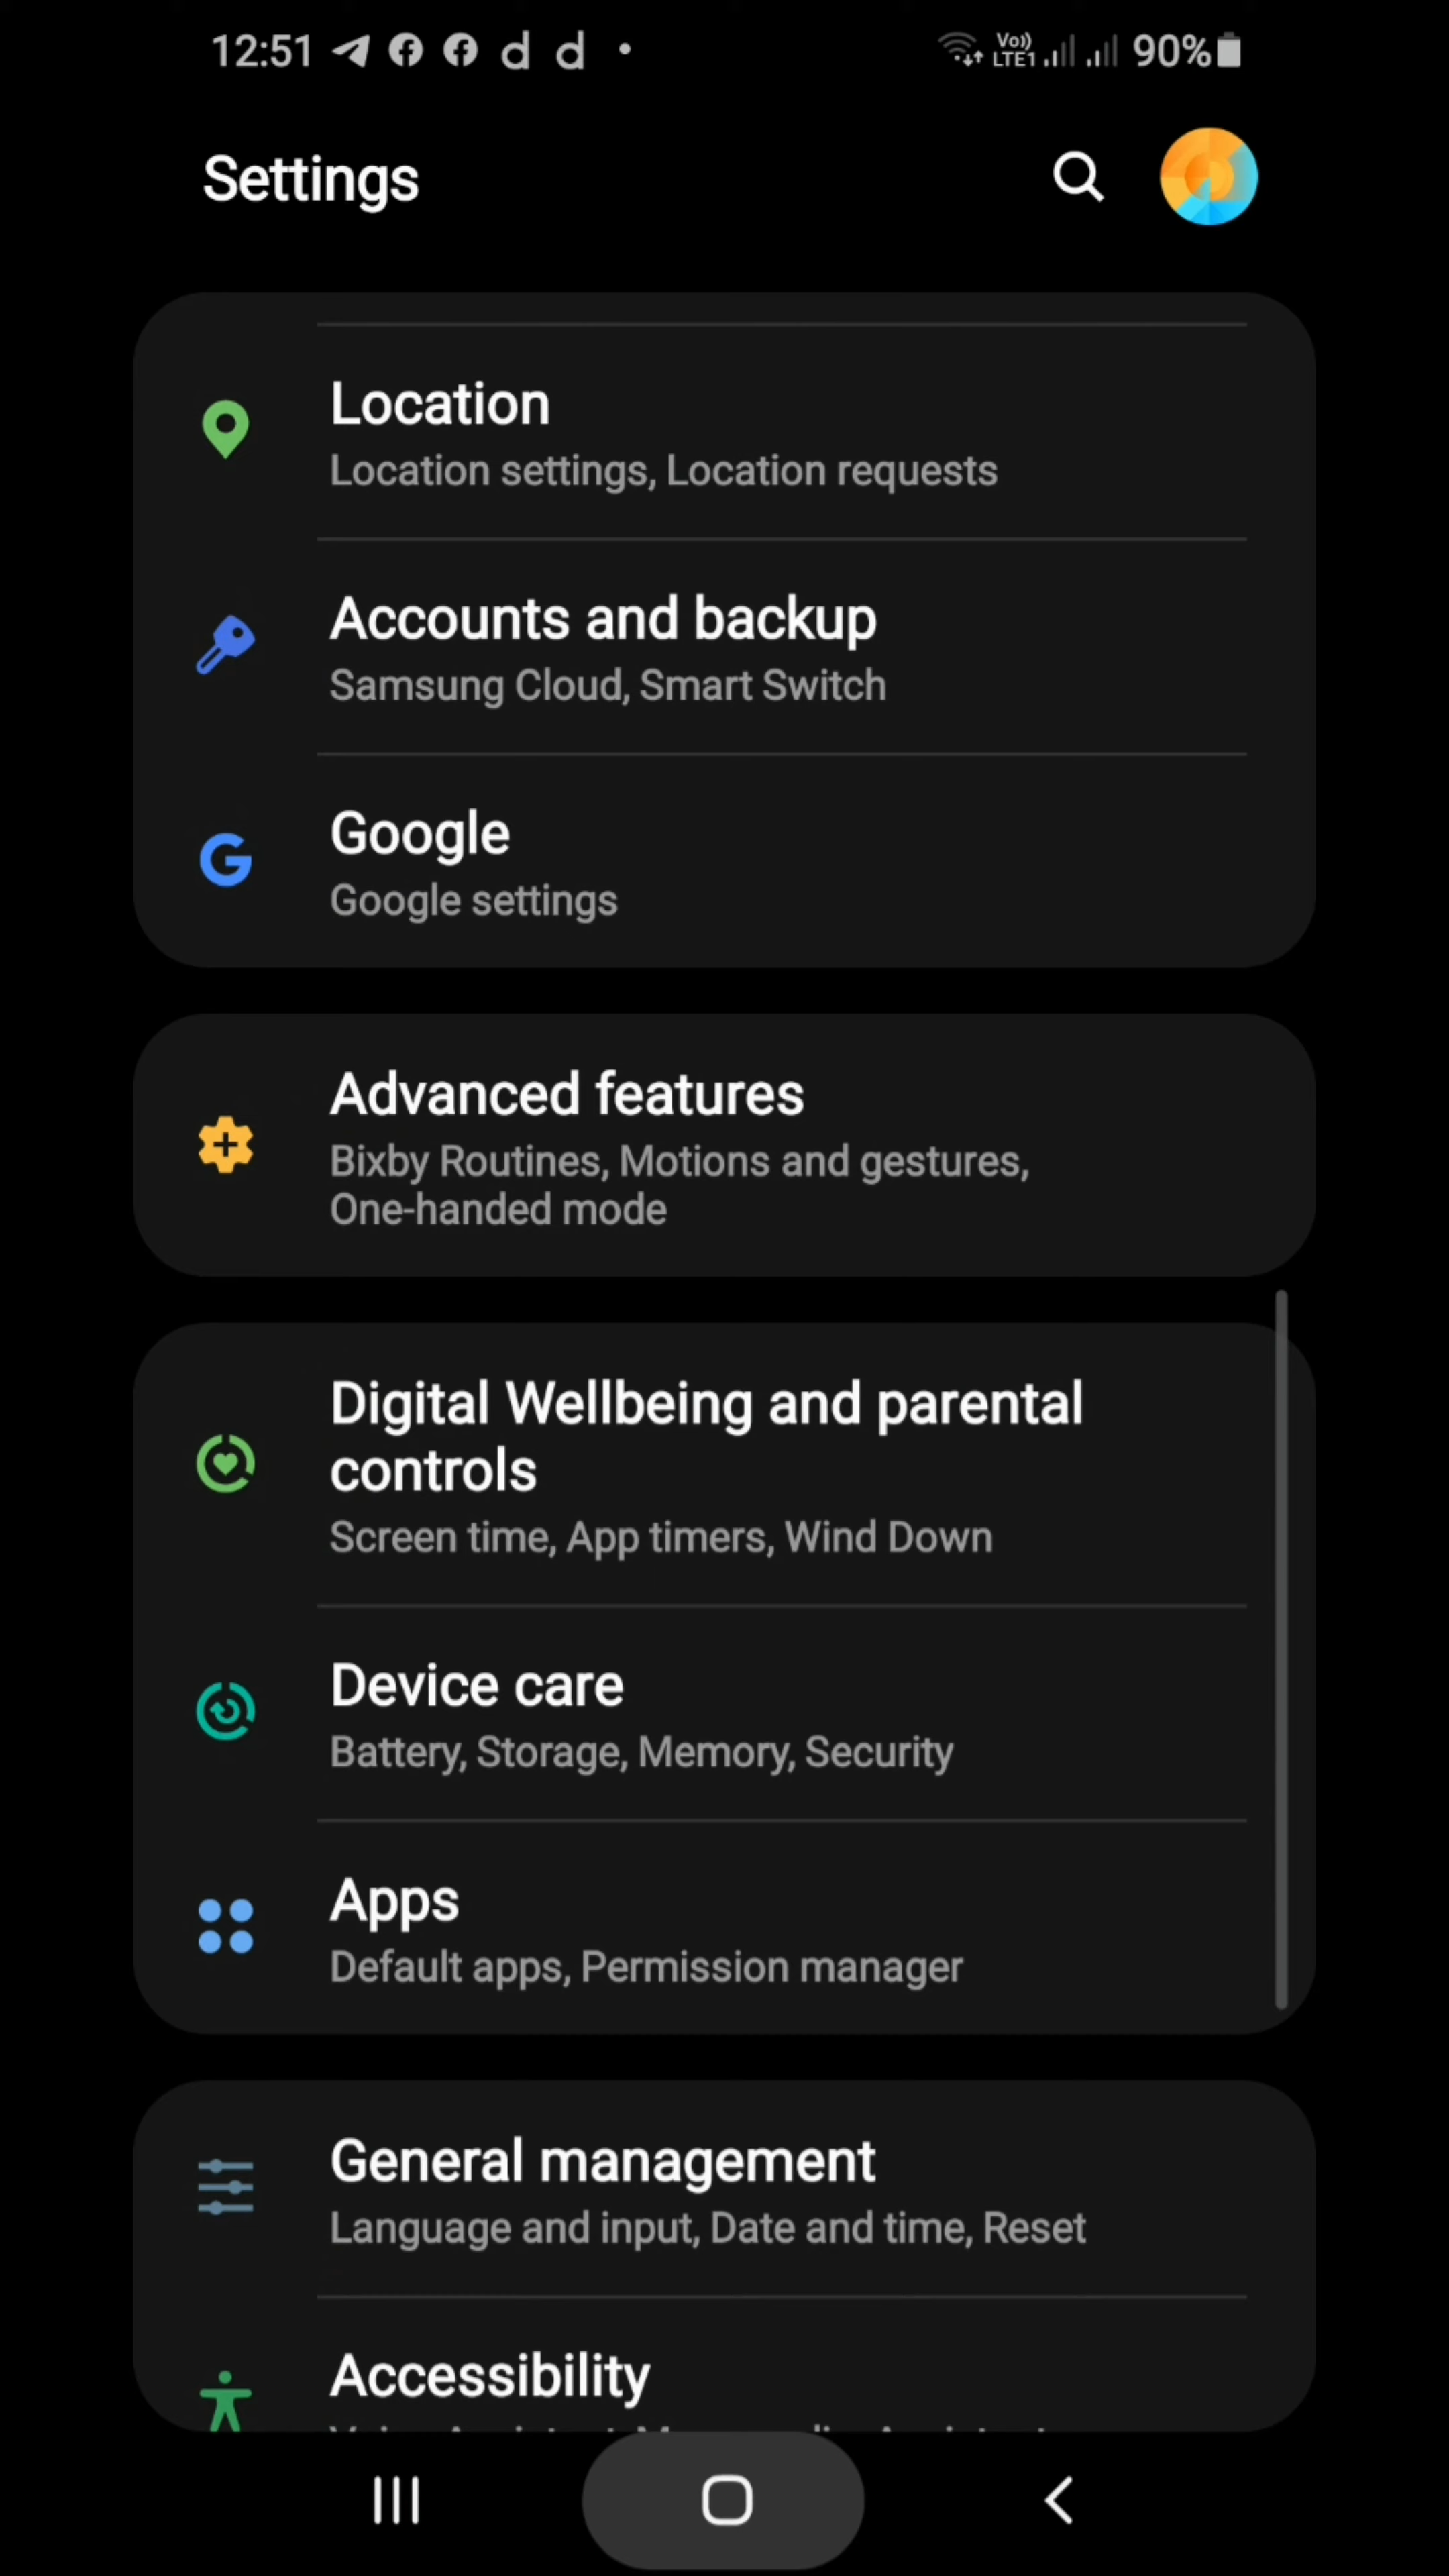 12:51 d d Vo)) LTE1 90%
Settings
Location
Location settings, Location requests
Accounts and backup
Samsung Cloud, Smart Switch
Google
Google settings
Advanced features
Bixby Routines, Motions and gestures,
One-handed mode
Digital Wellbeing and parental
controls
Screen time, App timers, Wind Down
Device care
Battery, Storage, Memory, Security
Apps
Default apps, Permission manager
General management
Language and input, Date and time, Reset
Accessibility